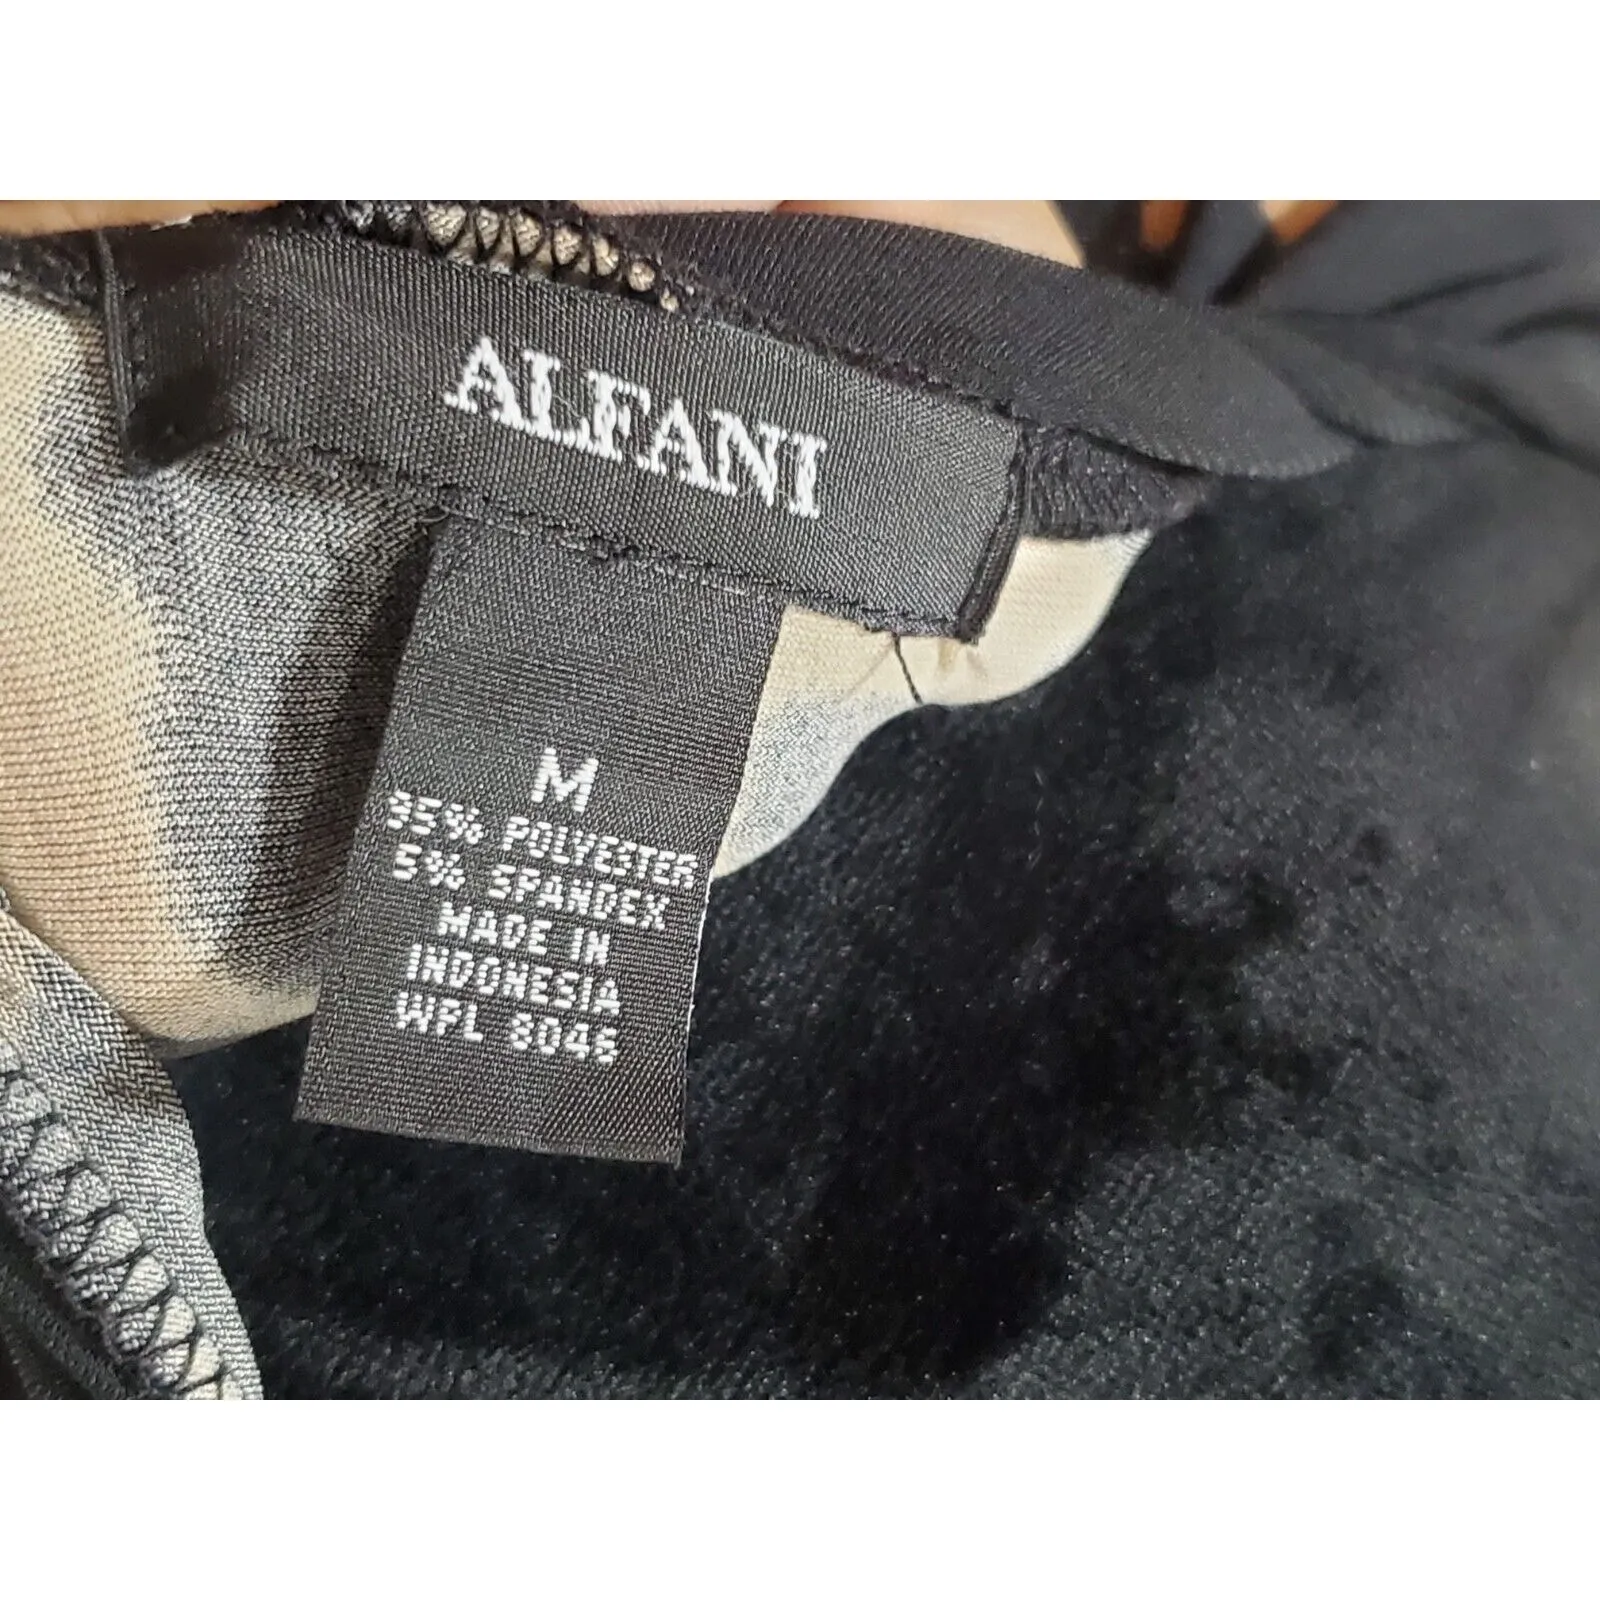 ALFANI
M
95% POLYESTER
5% SPANDEX
MADE IN
INDONESIA
WPL 8046